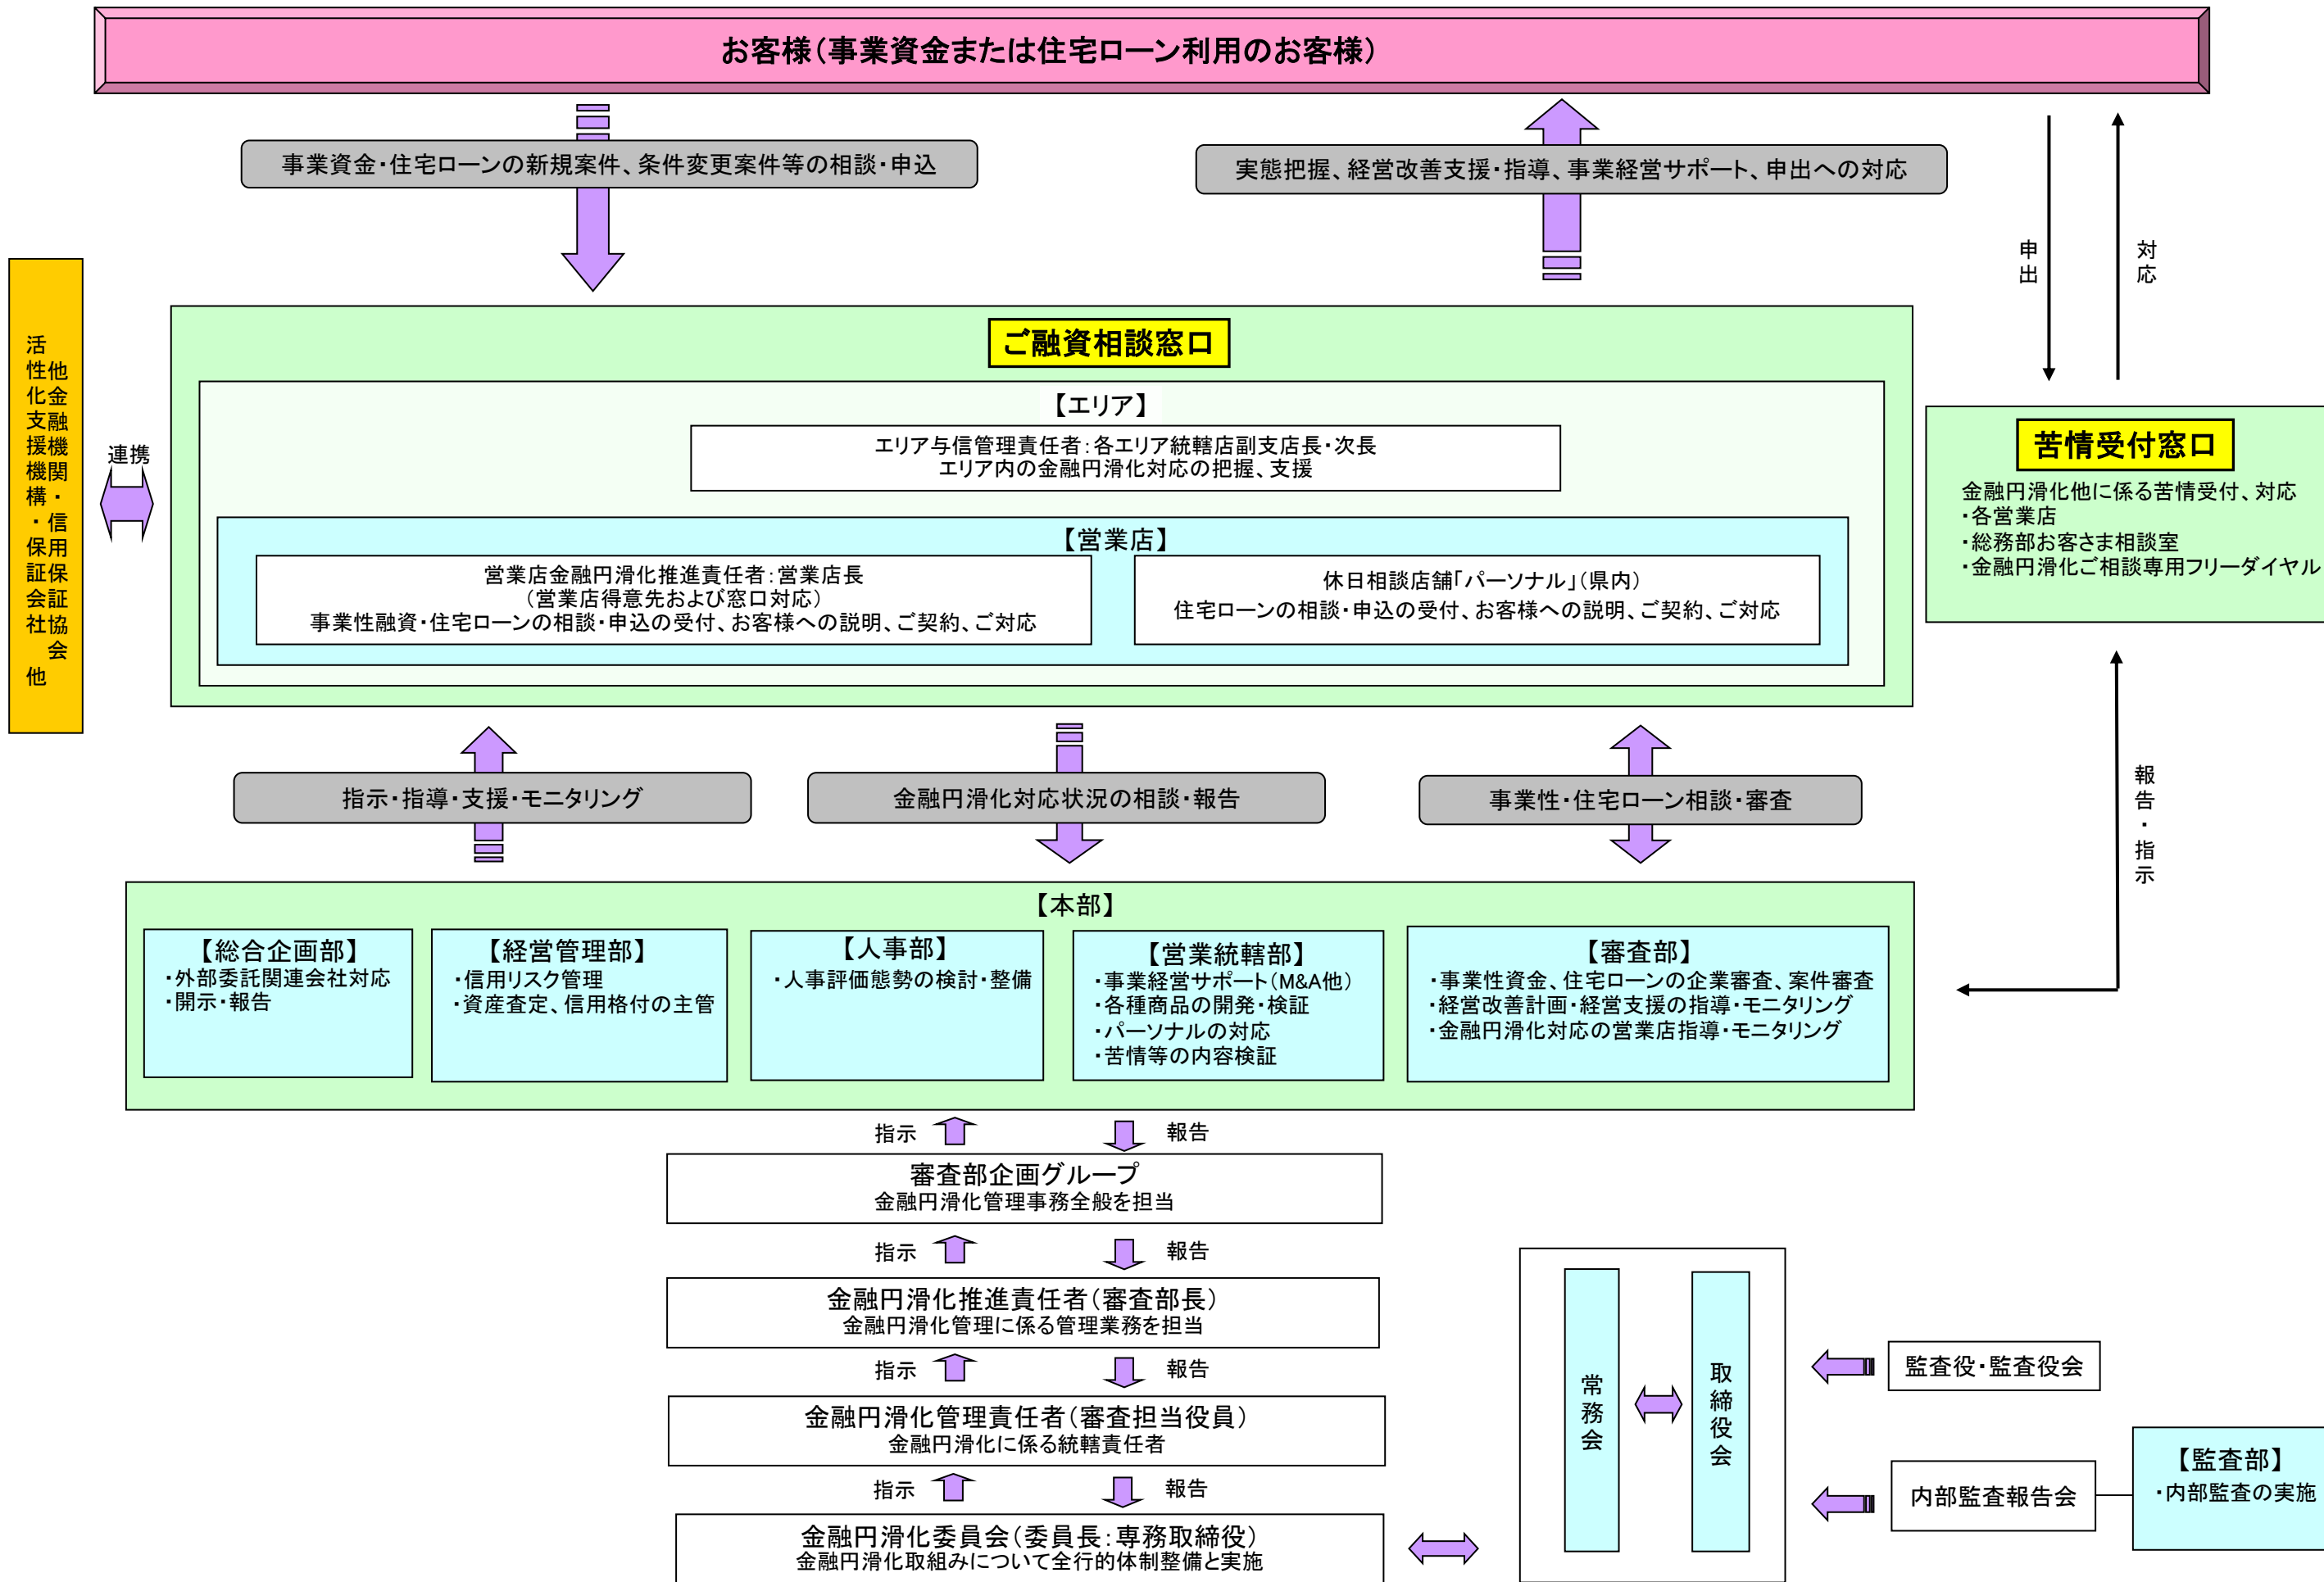 お客様（事業資金または住宅ローン利用のお客様）
事業資金・住宅ローンの新規案件、条件変更案件等の相談・申込
実態把握、経営改善支援・指導、事業経営サポート、申出への対応
申出
対応
他金融機関・信用保証協会
活性化支援機構・保証会社 他
連携
ご融資相談窓口
【エリア】
エリア与信管理責任者：各エリア統轄店副支店長・次長
エリア内の金融円滑化対応の把握、支援
【営業店】
営業店金融円滑化推進責任者：営業店長
（営業店得意先および窓口対応）
事業性融資・住宅ローンの相談・申込の受付、お客様への説明、ご契約、ご対応
休日相談店舗「パーソナル」（県内）
住宅ローンの相談・申込の受付、お客様への説明、ご契約、ご対応
苦情受付窓口
金融円滑化他に係る苦情受付、対応
・各営業店
・総務部お客さま相談室
・金融円滑化ご相談専用フリーダイヤル
指示・指導・支援・モニタリング
金融円滑化対応状況の相談・報告
事業性・住宅ローン相談・審査
報告・指示
【本部】
【総合企画部】
・外部委託関連会社対応
・開示・報告
【経営管理部】
・信用リスク管理
・資産査定、信用格付の主管
【人事部】
・人事評価態勢の検討・整備
【営業統轄部】
・事業経営サポート（M&A他）
・各種商品の開発・検証
・パーソナルの対応
・苦情等の内容検証
【審査部】
・事業性資金、住宅ローンの企業審査、案件審査
・経営改善計画・経営支援の指導・モニタリング
・金融円滑化対応の営業店指導・モニタリング
指示
報告
審査部企画グループ
金融円滑化管理事務全般を担当
指示
報告
金融円滑化推進責任者（審査部長）
金融円滑化管理に係る管理業務を担当
指示
報告
金融円滑化管理責任者（審査担当役員）
金融円滑化に係る統轄責任者
指示
報告
金融円滑化委員会（委員長：専務取締役）
金融円滑化取組みについて全行的体制整備と実施
常務会
取締役会
監査役・監査役会
内部監査報告会
【監査部】
・内部監査の実施